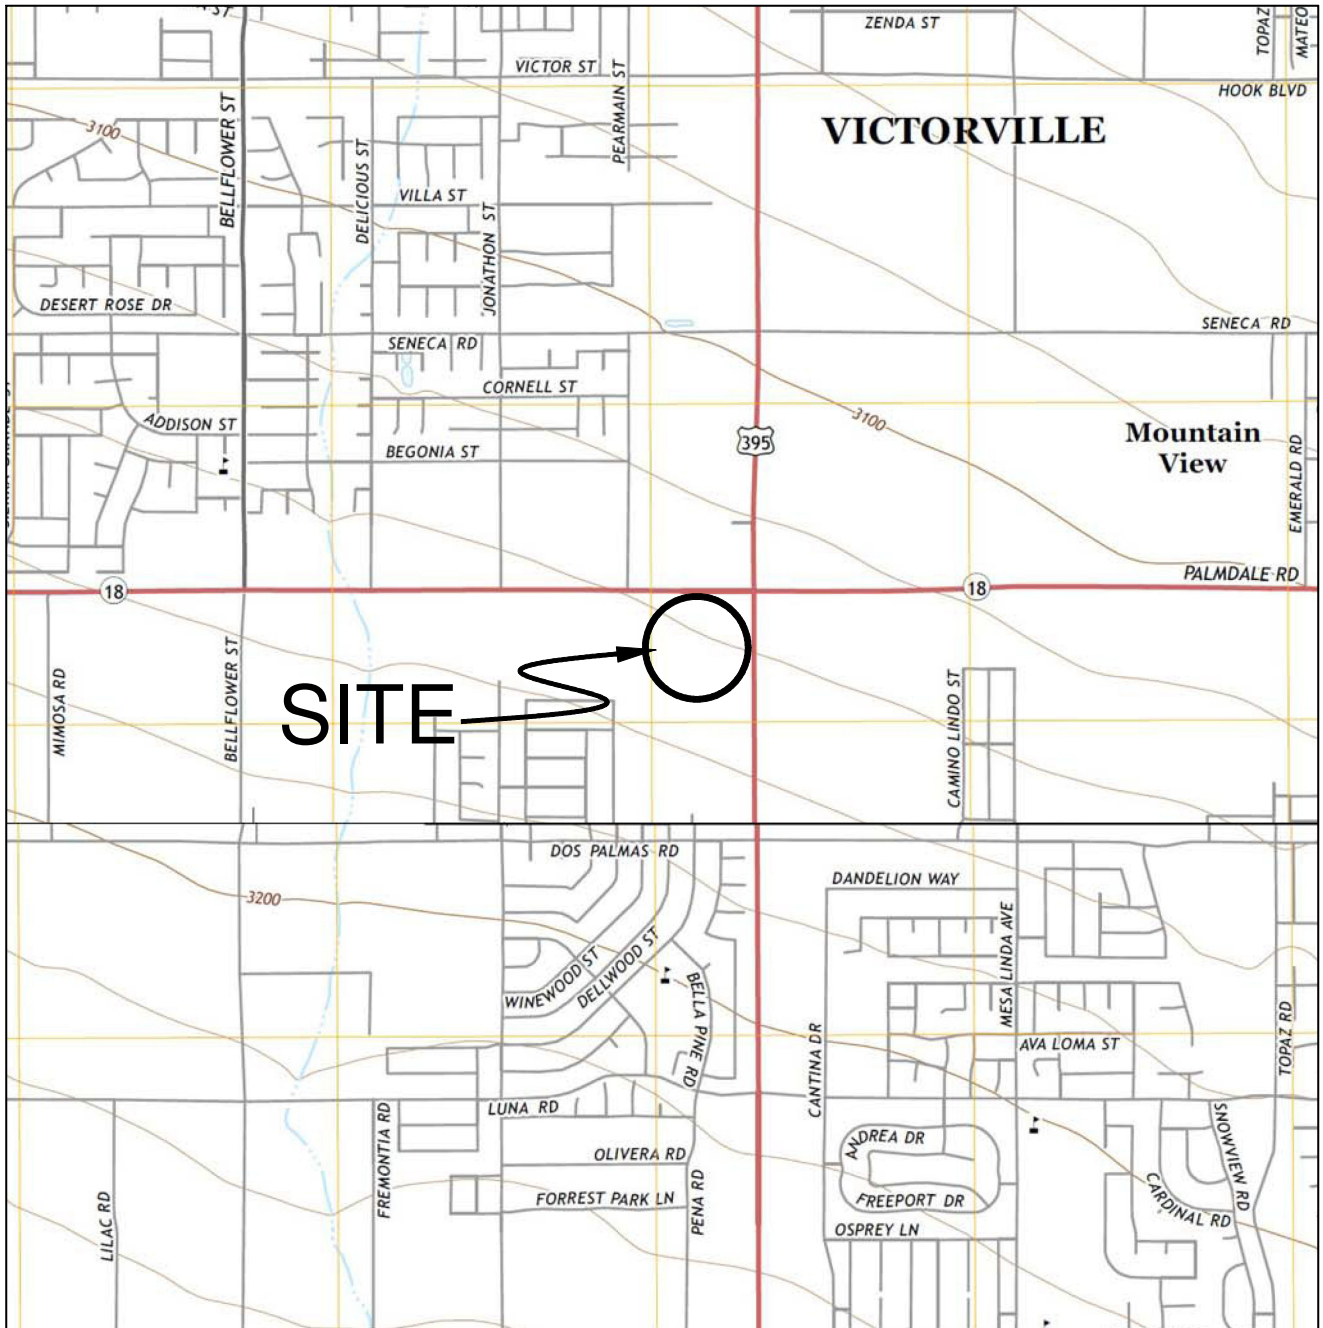 ST
ZENDA ST
TOPAZ
MATEO
VICTOR ST
PEARMAIN ST
HOOK BLVD
BELLFLOWER ST
3100
VICTORVILLE
DELICIOUS ST
VILLA ST
JONATHON ST
DESERT ROSE DR
SENECA RD
SENECA RD
CORNELL ST
ADDISON ST
3100
395
Mountain
View
EMERALD RD
BEGONIA ST
PALMDALE RD
18
18
MIMOSA RD
BELLFLOWER ST
SITE
CAMINO LINDO ST
DOS PALMAS RD
DANDELION WAY
3200
MESA LINDA AVE
WINEWOOD ST
DELLWOOD ST
BELLA PINE RD
CANTINA DR
AVA LOMA ST
TOPAZ RD
LUNA RD
FREMONTIA RD
ANDREA DR
SNOWVIEW RD
OLIVERA RD
FORREST PARK LN
PENA RD
FREEPORT DR
CARDINAL RD
LILAC RD
OSPREY LN